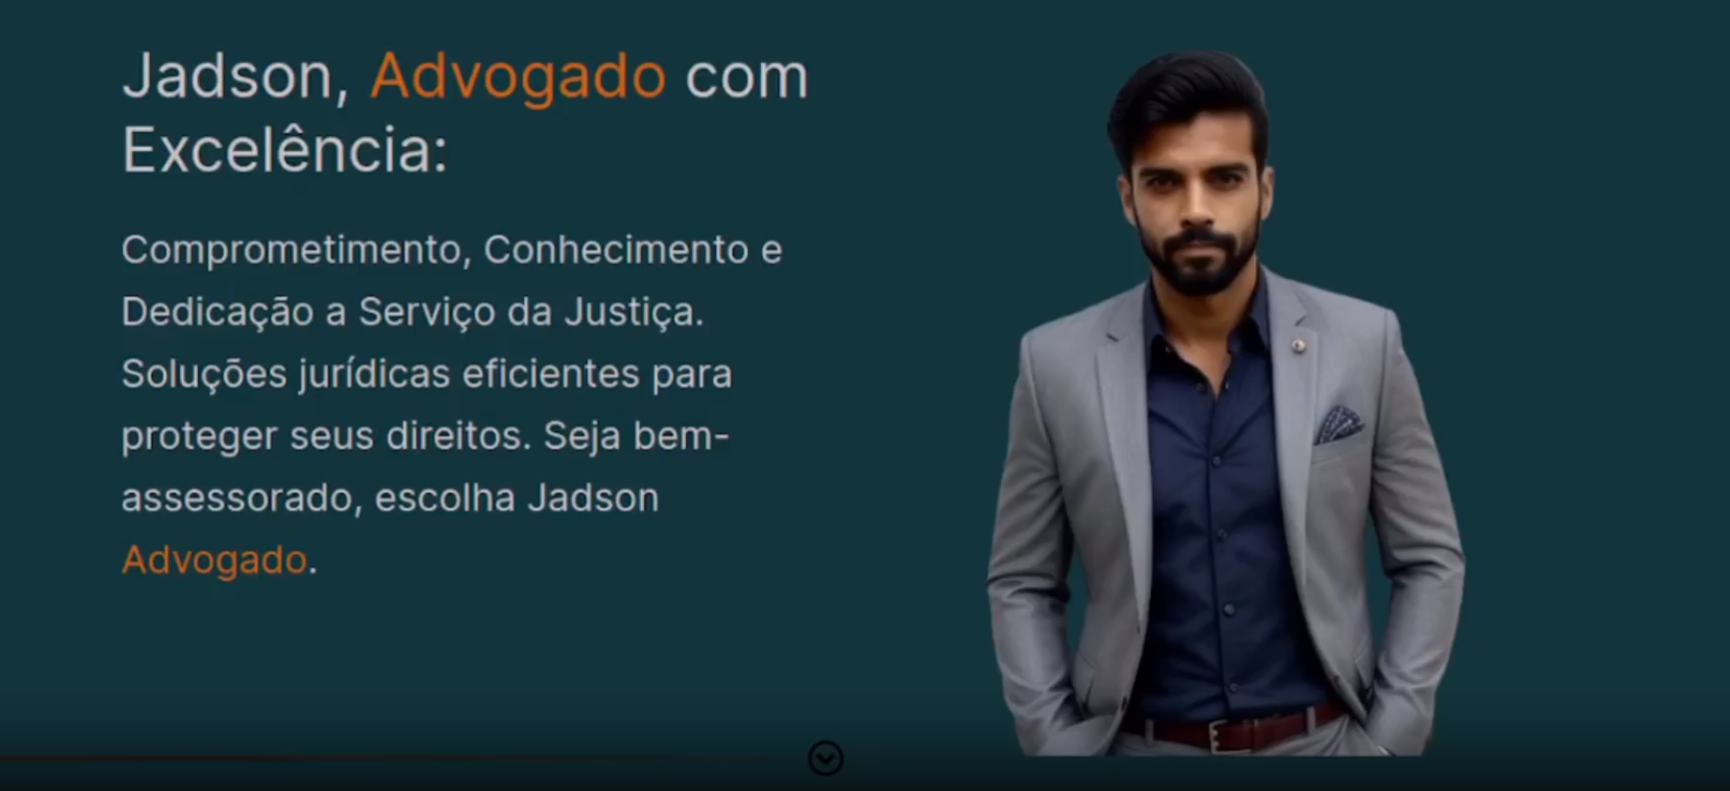 Jadson, Advogado com
Excelência:
Comprometimento, Conhecimento e
Dedicação a Serviço da Justiça.
Soluções jurídicas eficientes para
proteger seus direitos. Seja bem-
assessorado, escolha Jadson
Advogado.